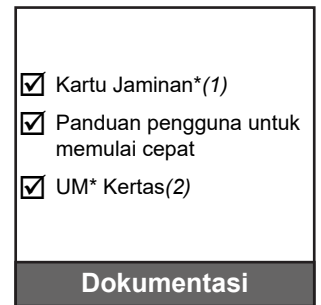 ☑ Kartu Jaminan*(1)
☑ Panduan pengguna untuk
memulai cepat
☑ UM* Kertas(2)
Dokumentasi